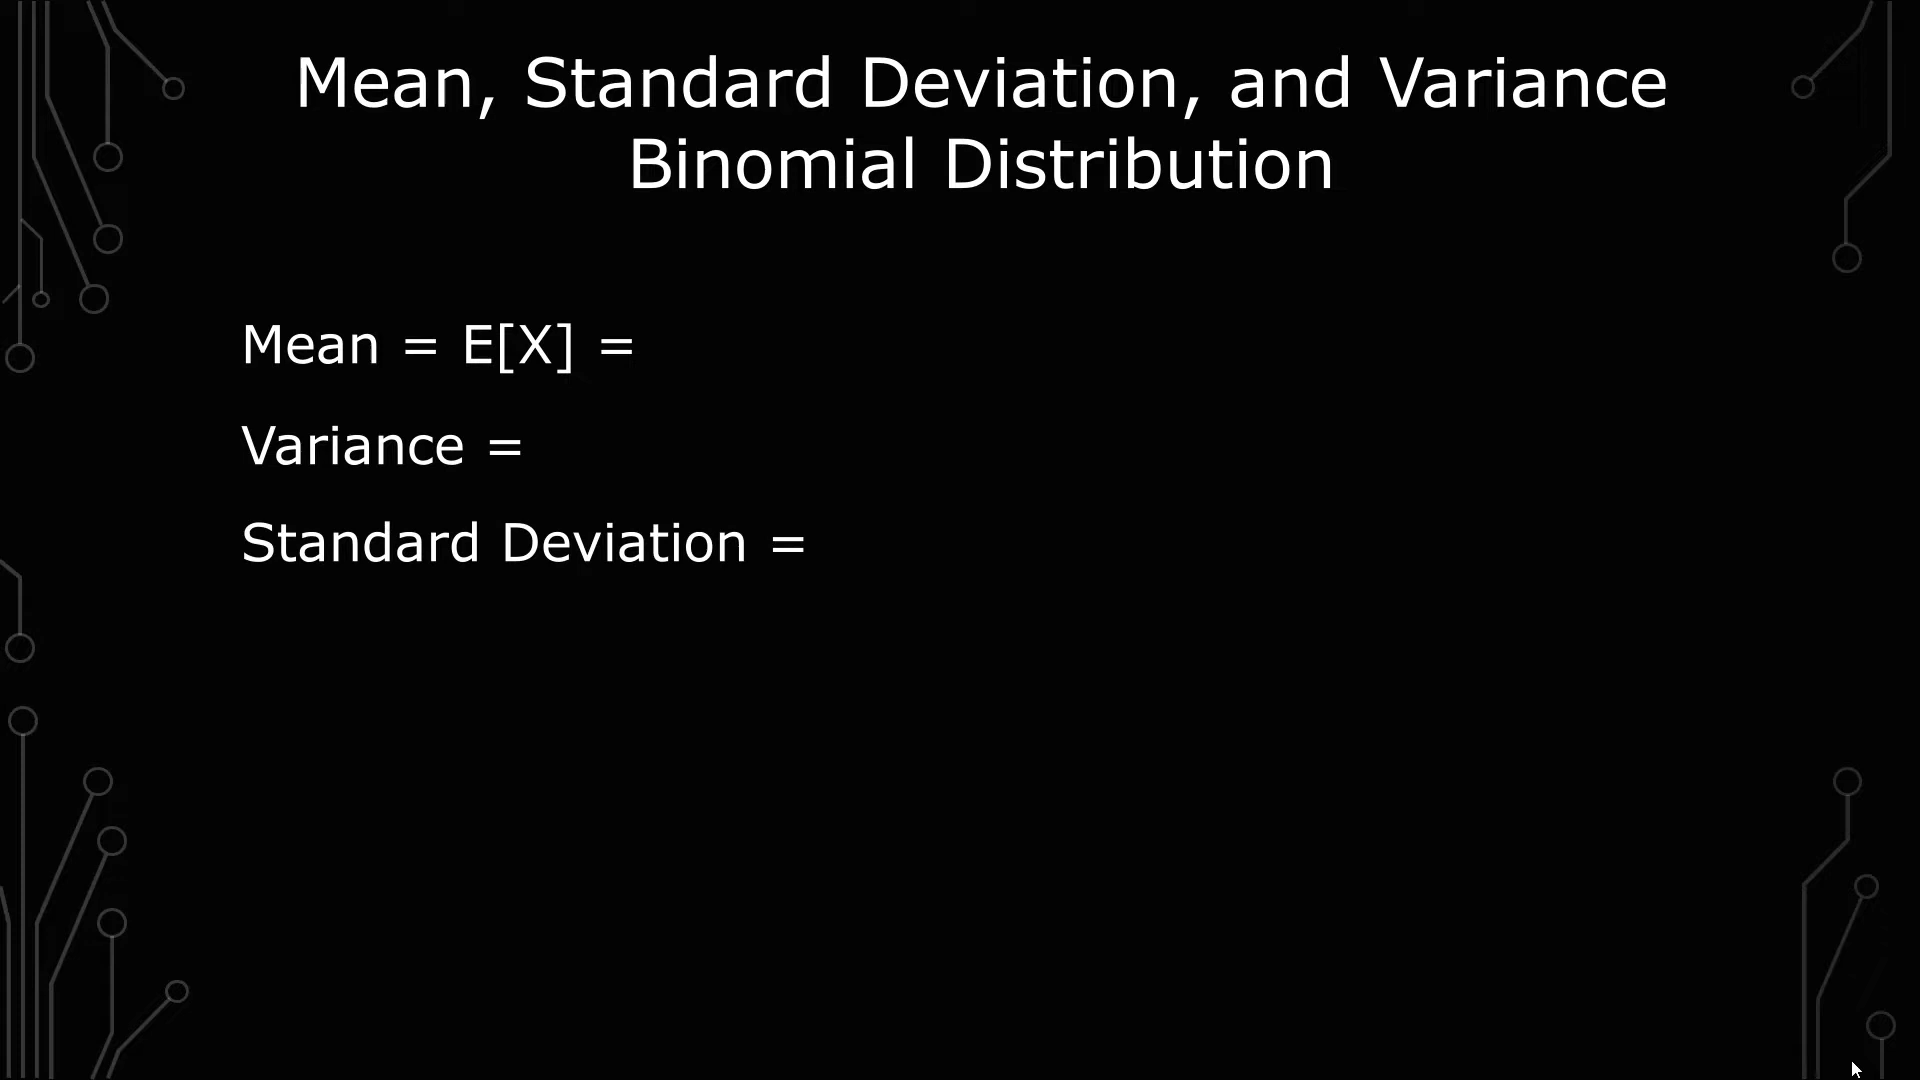 Mean, Standard Deviation, and Variance
Binomial Distribution
Mean = E[X] =
Variance =
Standard Deviation =